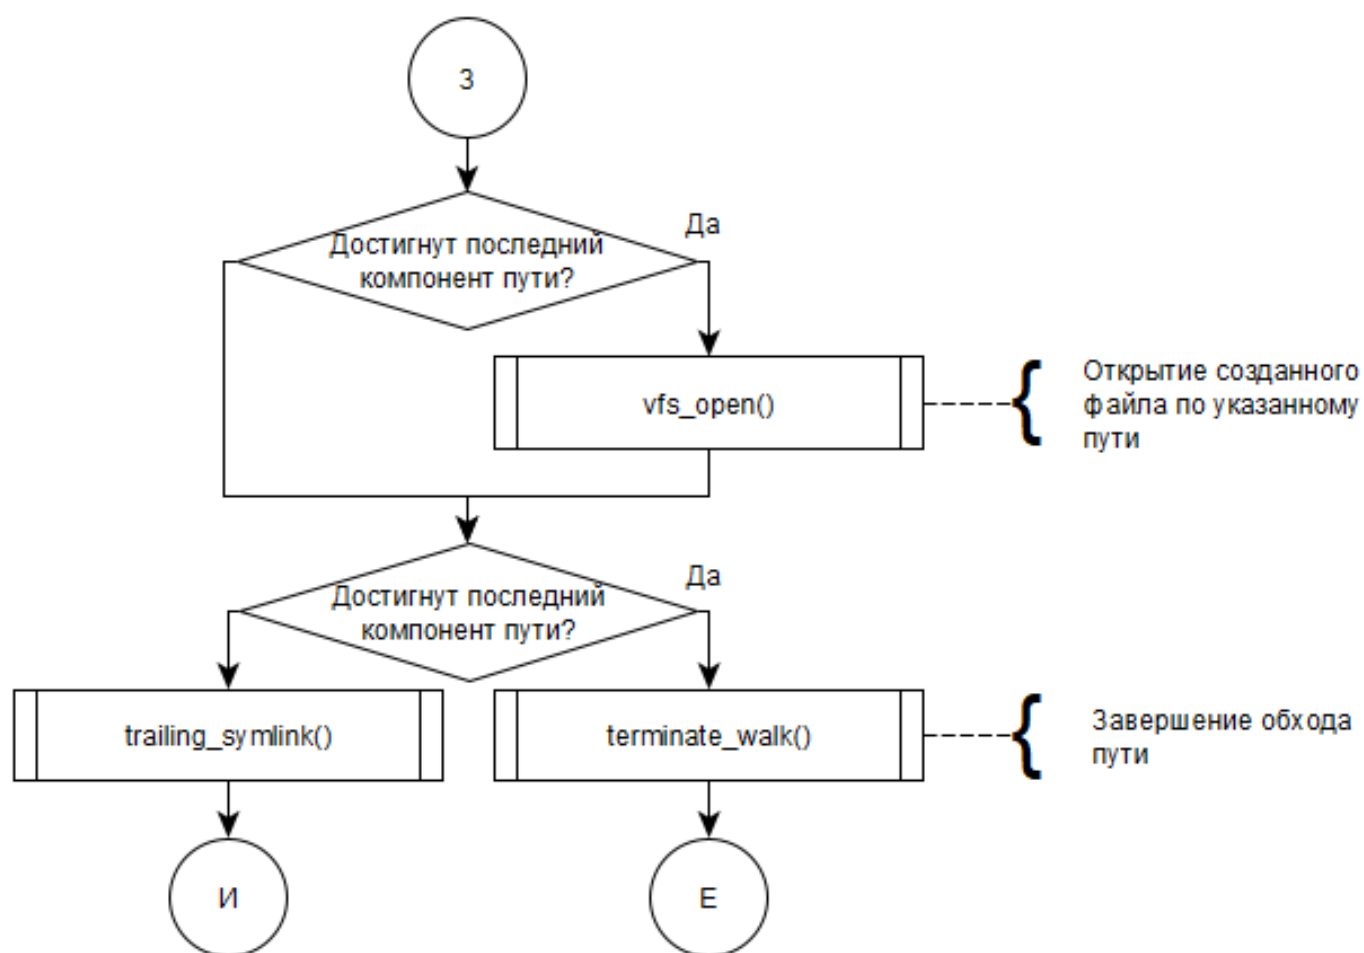 З
Достигнут последний
компонент пути?
Да
vfs_open()
Открытие созданного
файла по указанному
пути
Достигнут последний
компонент пути?
Да
trailing_symlink()
terminate_walk()
Завершение обхода
пути
И
Е